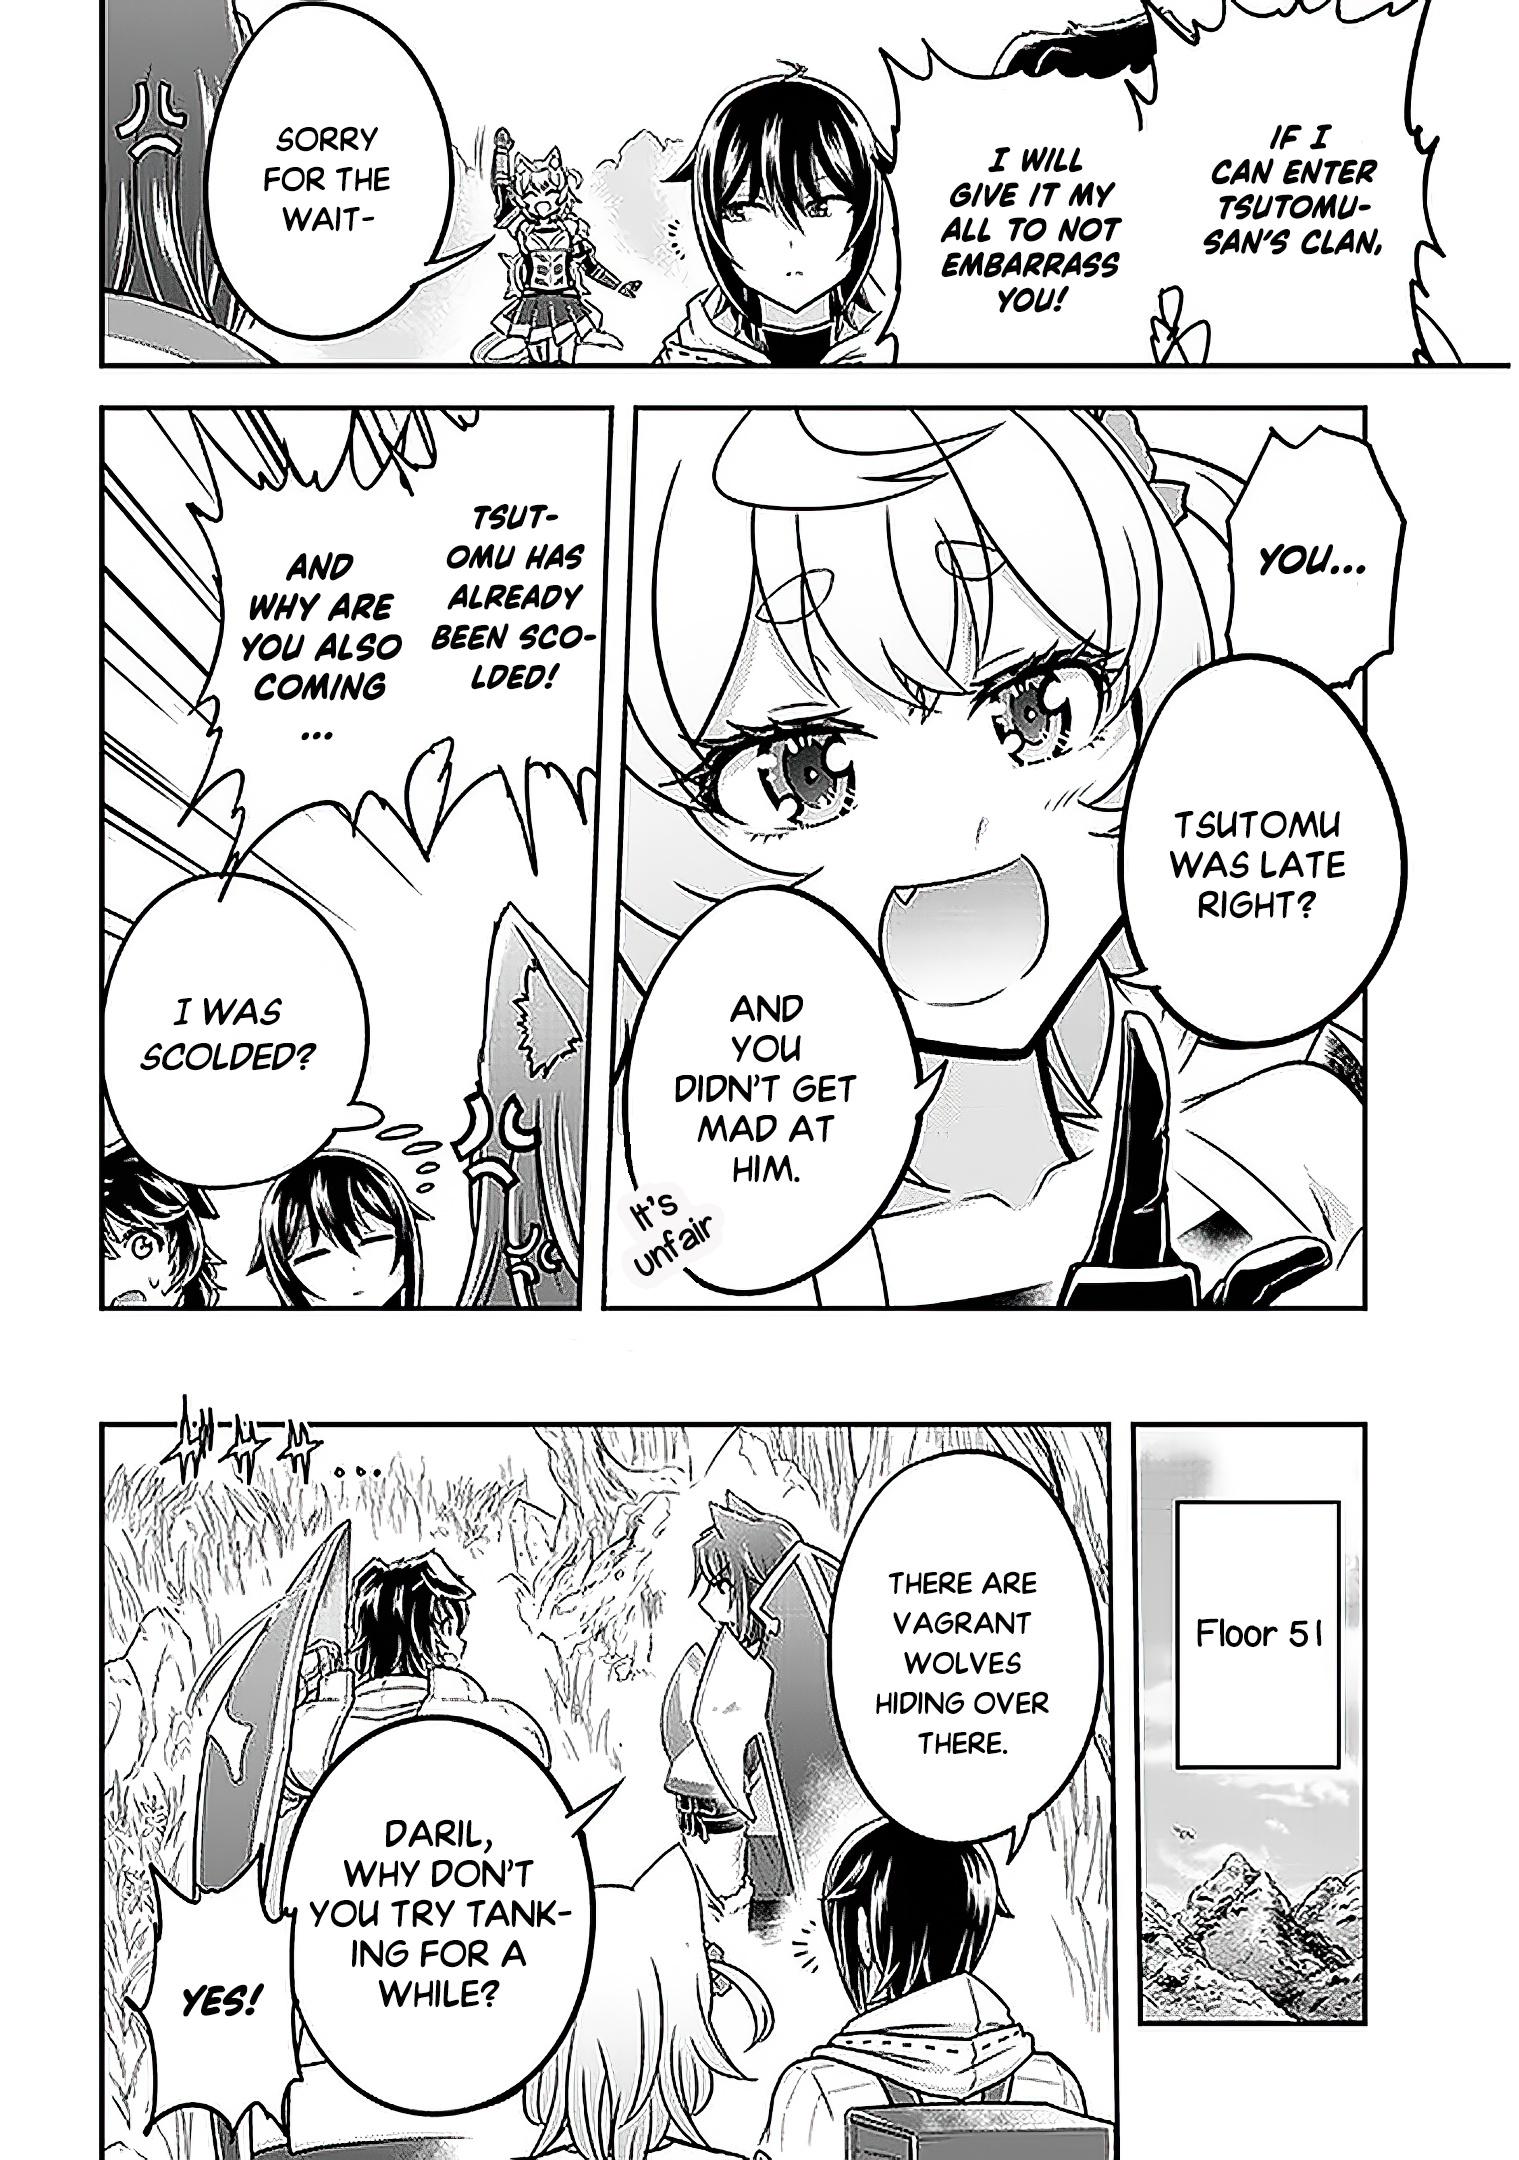 IF I
CAN ENTER
TSUTOMU-
SAN'S CLAN,
I WILL
GIVE IT MY
ALL TO NOT
EMBARRASS
YOU!
SORRY
FOR THE
WAIT-
YOU...
TSUTOMU
WAS LATE
RIGHT?
AND
YOU
DIDN'T GET
MAD AT
HIM.
It's
unfair
TSUT-
OMU HAS
ALREADY
BEEN SCO-
LDED!
AND
WHY ARE
YOU ALSO
COMING
...
I WAS
SCOLDED?
Floor 51
THERE ARE
VAGRANT
WOLVES
HIDING OVER
THERE.
DARIL,
WHY DON'T
YOU TRY TANK-
ING FOR A
WHILE?
YES!